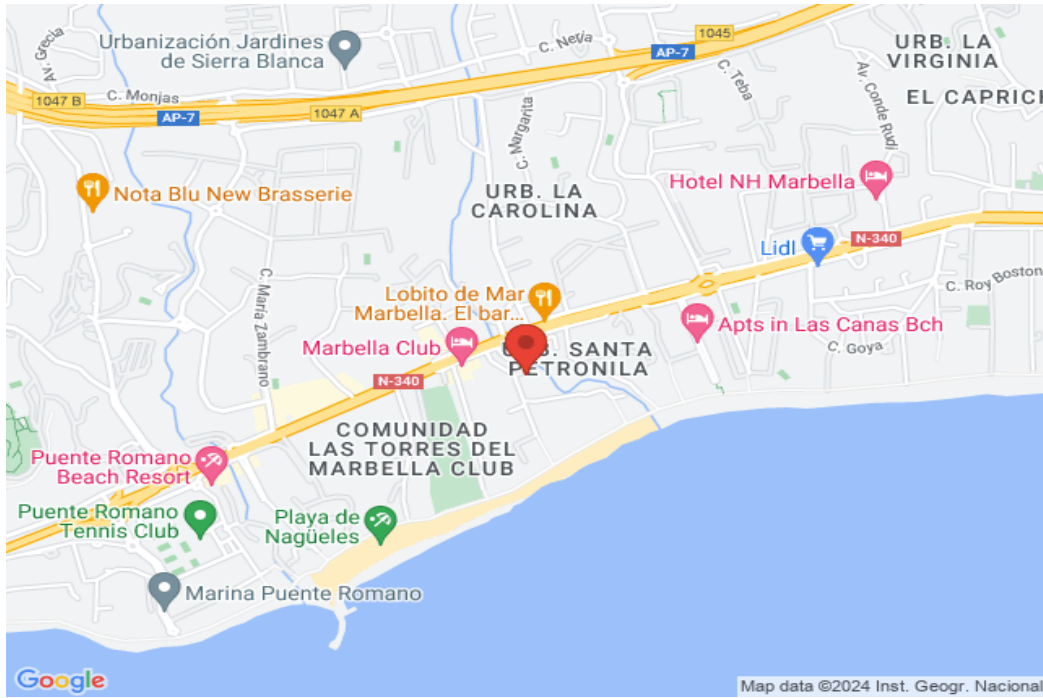 Av. Grecia
Urbanización Jardines
de Sierra Blanca
C. Nería
AP-7
1045
URB. LA
VIRGINIA
1047 B
C. Monjas
AP-7
1047 A
C. Teba
Av. Conde Rudi
EL CAPRICH
C. Margarita
Nota Blu New Brasserie
URB. LA
CAROLINA
Hotel NH Marbella
N-340
Lidl
C. María Zambrano
Lobito de Mar
Marbella. El bar...
C. Roy Boston
Marbella Club
SANTA
PETRONILA
Apts in Las Canas Bch
C. Goya
N-340
COMUNIDAD
LAS TORRES DEL
MARBELLA CLUB
Puente Romano
Beach Resort
Puente Romano
Tennis Club
Playa de
Nagüeles
Marina Puente Romano
Google
Map data ©2024 Inst. Geogr. Nacional